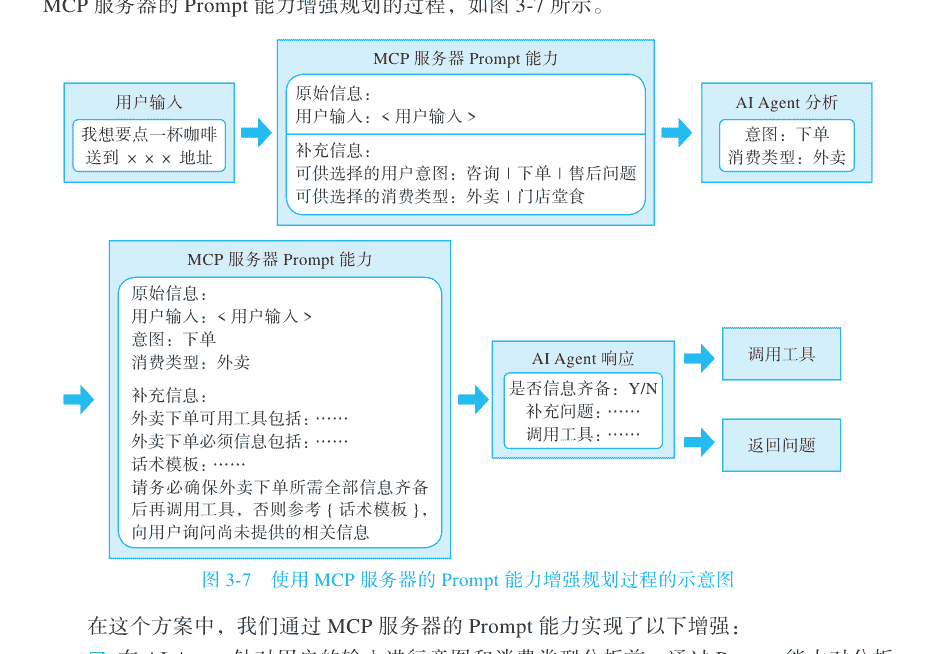 MCP 服务器的 Prompt 能力增强规划的过程，如图 3-7 所示。
用户输入
我想要点一杯咖啡
送到 ××× 地址
MCP 服务器 Prompt 能力
原始信息：
用户输入：< 用户输入 >
补充信息：
可供选择的用户意图：咨询 | 下单 | 售后问题
可供选择的消费类型：外卖 | 门店堂食
AI Agent 分析
意图：下单
消费类型：外卖
MCP 服务器 Prompt 能力
原始信息：
用户输入：< 用户输入 >
意图：下单
消费类型：外卖
补充信息：
外卖下单可用工具包括：……
外卖下单必须信息包括：……
话术模板：……
请务必确保外卖下单所需全部信息齐备
后再调用工具，否则参考 { 话术模板 }，
向用户询问尚未提供的相关信息
AI Agent 响应
是否信息齐备：Y/N
补充问题：……
调用工具：……
调用工具
返回问题
图 3-7 使用 MCP 服务器的 Prompt 能力增强规划过程的示意图
在这个方案中，我们通过 MCP 服务器的 Prompt 能力实现了以下增强：